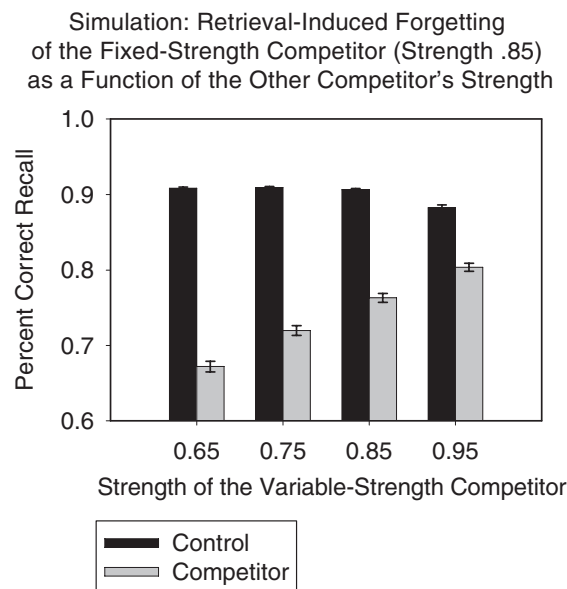 Simulation: Retrieval-Induced Forgetting
of the Fixed-Strength Competitor (Strength .85)
as a Function of the Other Competitor's Strength
Percent Correct Recall
1.0
0.9
0.8
0.7
0.6
0.65 0.75 0.85 0.95
Strength of the Variable-Strength Competitor
Control
Competitor